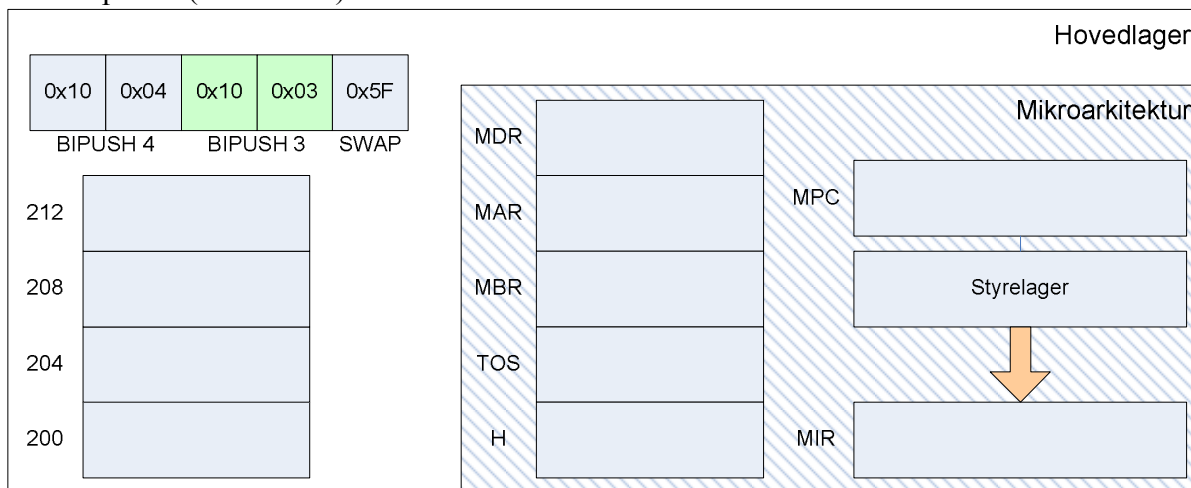 Hovedlager
0x10 0x04 0x10 0x03 0x5F
BIPUSH 4 BIPUSH 3 SWAP
212
208
204
200
Mikroarkitektur
MDR
MAR
MBR
TOS
H
MPC
Styrelager
MIR